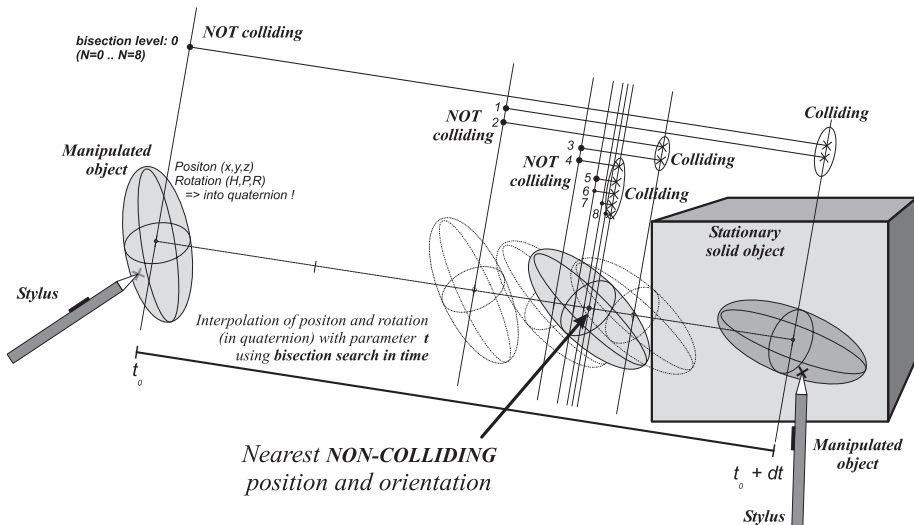 bisection level: 0
(N=0 .. N=8)
NOT colliding
1
2
NOT
colliding
3
4
NOT
colliding
5
6
7
8
Colliding
Colliding
Colliding
Manipulated
object
Positon (x,y,z)
Rotation (H,P,R)
=> into quaternion !
Stationary
solid object
Stylus
Interpolation of positon and rotation
(in quaternion) with parameter t
using bisection search in time
t₀
Nearest NON-COLLIDING
position and orientation
t₀ + dt
Manipulated
object
Stylus